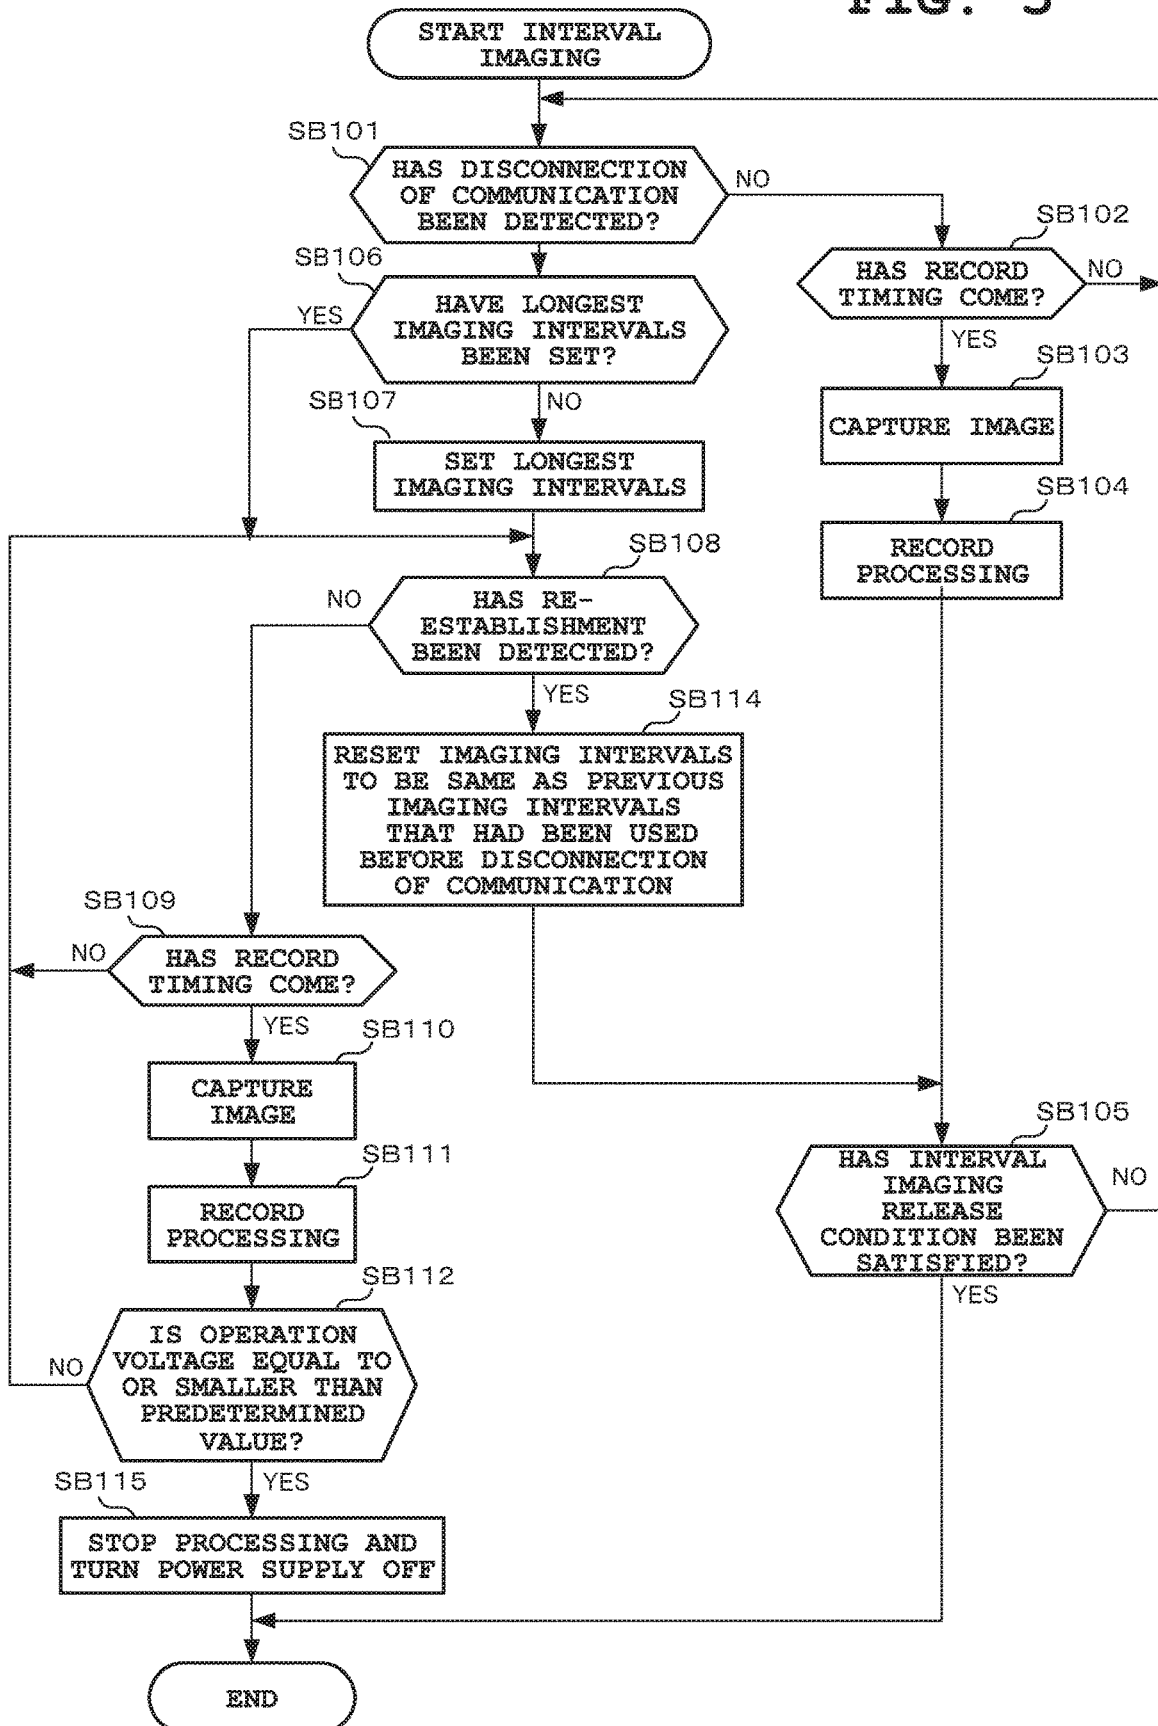 START INTERVAL
IMAGING
SB101
HAS DISCONNECTION
OF COMMUNICATION
BEEN DETECTED?
NO
SB102
HAS RECORD
TIMING COME?
NO
YES
SB103
CAPTURE IMAGE
SB104
RECORD
PROCESSING
SB106
HAVE LONGEST
IMAGING INTERVALS
BEEN SET?
YES
NO
SB107
SET LONGEST
IMAGING INTERVALS
SB108
HAS RE-
ESTABLISHMENT
BEEN DETECTED?
NO
YES
SB114
RESET IMAGING INTERVALS
TO BE SAME AS PREVIOUS
IMAGING INTERVALS
THAT HAD BEEN USED
BEFORE DISCONNECTION
OF COMMUNICATION
SB109
HAS RECORD
TIMING COME?
NO
YES
SB110
CAPTURE
IMAGE
SB111
RECORD
PROCESSING
SB112
IS OPERATION
VOLTAGE EQUAL TO
OR SMALLER THAN
PREDETERMINED
VALUE?
NO
YES
SB115
STOP PROCESSING AND
TURN POWER SUPPLY OFF
SB105
HAS INTERVAL
IMAGING
RELEASE
CONDITION BEEN
SATISFIED?
NO
YES
END